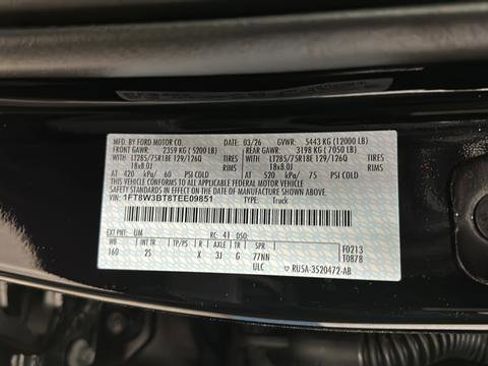 MFD. BY FORD MOTOR CO. DATE: 03/26 GVWR: 5443 KG (12000 LB)
FRONT GAWR: 2359 KG (5200 LB) REAR GAWR: 3198 KG (7050 LB)
WITH LT285/75R18E 129/126Q TIRES WITH LT285/75R18E 129/126Q TIRES
18x8.0J RIMS 18x8.0J RIMS
AT 420 kPa/ 60 PSI COLD AT 520 kPa/ 75 PSI COLD
THIS VEHICLE CONFORMS TO ALL APPLICABLE FEDERAL MOTOR VEHICLE
SAFETY STANDARDS IN EFFECT ON THE DATE OF MANUFACTURE SHOWN ABOVE.
VIN: 1FT8W3BT8TEE09851 TYPE: Truck
EXT PNT: UM RC: 41 DSO: F0213
WB INT TR TP/PS R AXLE TR SPR T0878
160 2S X 3J G 77NN
ULC RU5A-3520472-AB